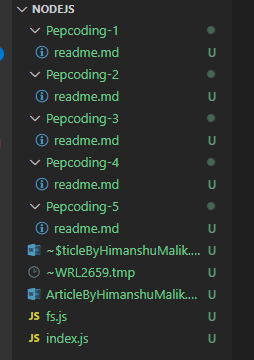 NODEJS
Pepcoding-1
readme.md U
Pepcoding-2
readme.md U
Pepcoding-3
readme.md U
Pepcoding-4
readme.md U
Pepcoding-5
readme.md U
~$ticleByHimanshuMalik.... U
~WRL2659.tmp U
ArticleByHimanshuMalik.... U
JS fs.js U
JS index.js U